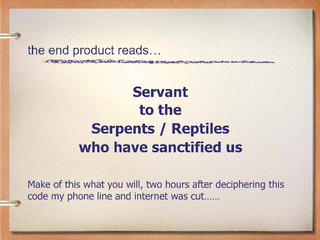 the end product reads...
Servant
to the
Serpents / Reptiles
who have sanctified us
Make of this what you will, two hours after deciphering this
code my phone line and internet was cut......